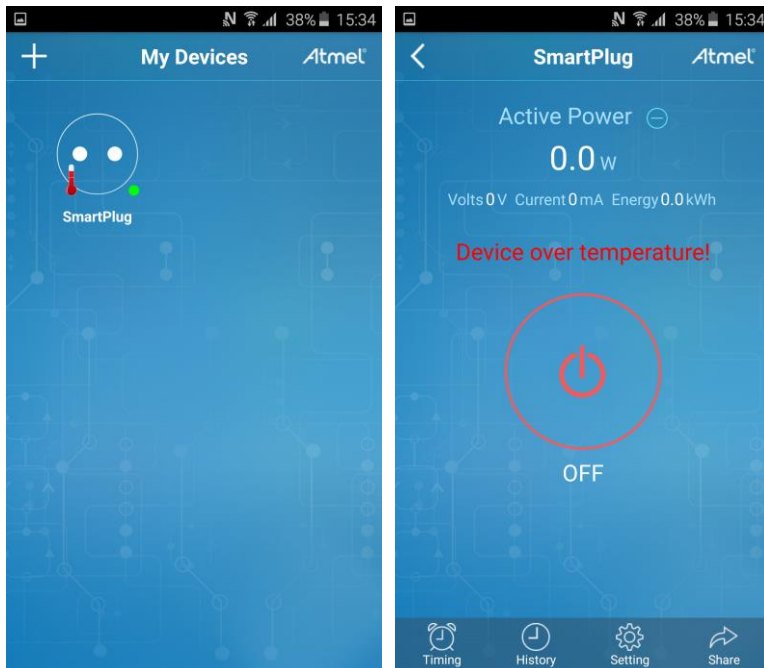 38% 15:34
My Devices Atmel
SmartPlug
38% 15:34
SmartPlug Atmel
Active Power
0.0 W
Volts 0 V Current 0 mA Energy 0.0 kWh
Device over temperature!
OFF
Timing History Setting Share